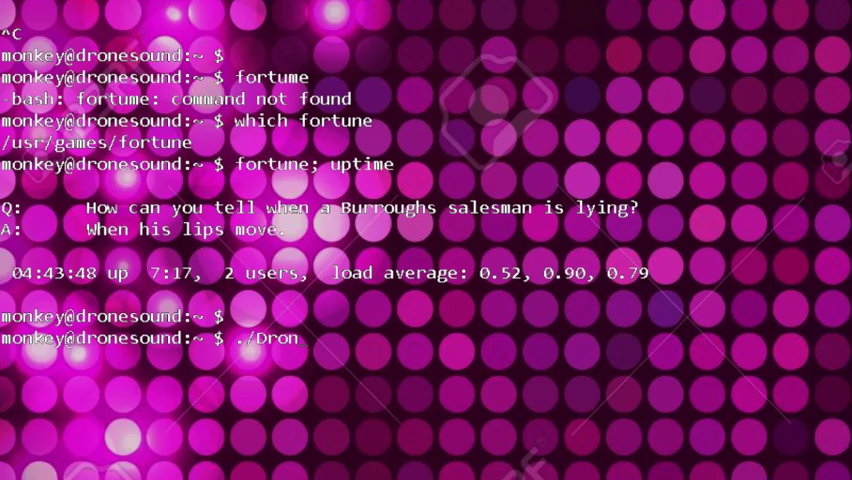 ^C
monkey@dronesound:~ $
monkey@dronesound:~ $ fortume
-bash: fortume: command not found
monkey@dronesound:~ $ which fortune
/usr/games/fortune
monkey@dronesound:~ $ fortune; uptime
Q: How can you tell when a Burroughs salesman is lying?
A: When his lips move.
04:43:48 up 7:17, 2 users, load average: 0.52, 0.90, 0.79
monkey@dronesound:~ $
monkey@dronesound:~ $ ./Dron